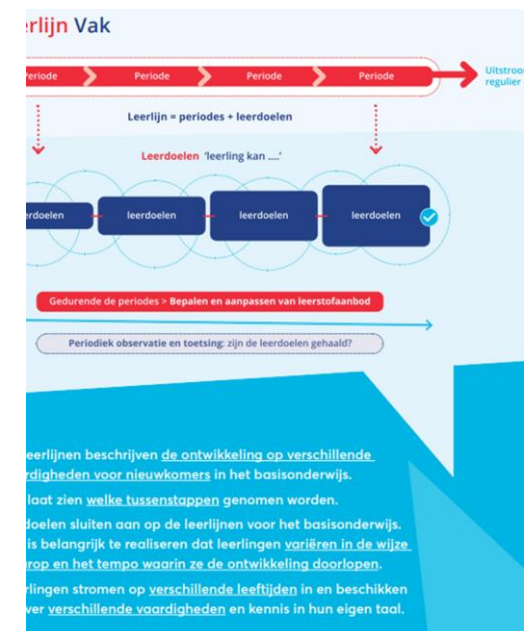 erlijn Vak
Periode Periode Periode Periode
Uitstroo
regulier
Leerlijn = periodes + leerdoelen
Leerdoelen ‘leerling kan ....’
erdoelen leerdoelen leerdoelen leerdoelen
Gedurende de periodes > Bepalen en aanpassen van leerstofaanbod
Periodiek observatie en toetsing: zijn de leerdoelen gehaald?
eerlijnen beschrijven de ontwikkeling op verschillende
rdigheden voor nieuwkomers in het basisonderwijs.
laat zien welke tussenstappen genomen worden.
doelen sluiten aan op de leerlijnen voor het basisonderwijs.
is belangrijk te realiseren dat leerlingen variëren in de wijze
rop en het tempo waarin ze de ontwikkeling doorlopen.
rlingen stromen op verschillende leeftijden in en beschikken
ver verschillende vaardigheden en kennis in hun eigen taal.